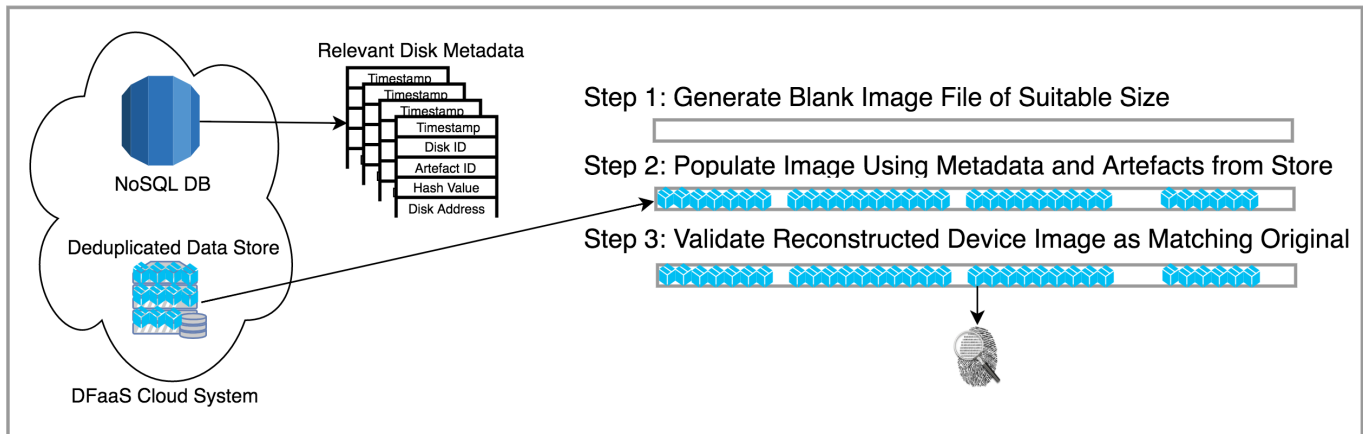 Relevant Disk Metadata
Timestamp
Timestamp
Timestamp
Timestamp
Disk ID
Artefact ID
Hash Value
Disk Address
NoSQL DB
Deduplicated Data Store
DFaaS Cloud System
Step 1: Generate Blank Image File of Suitable Size
Step 2: Populate Image Using Metadata and Artefacts from Store
Step 3: Validate Reconstructed Device Image as Matching Original